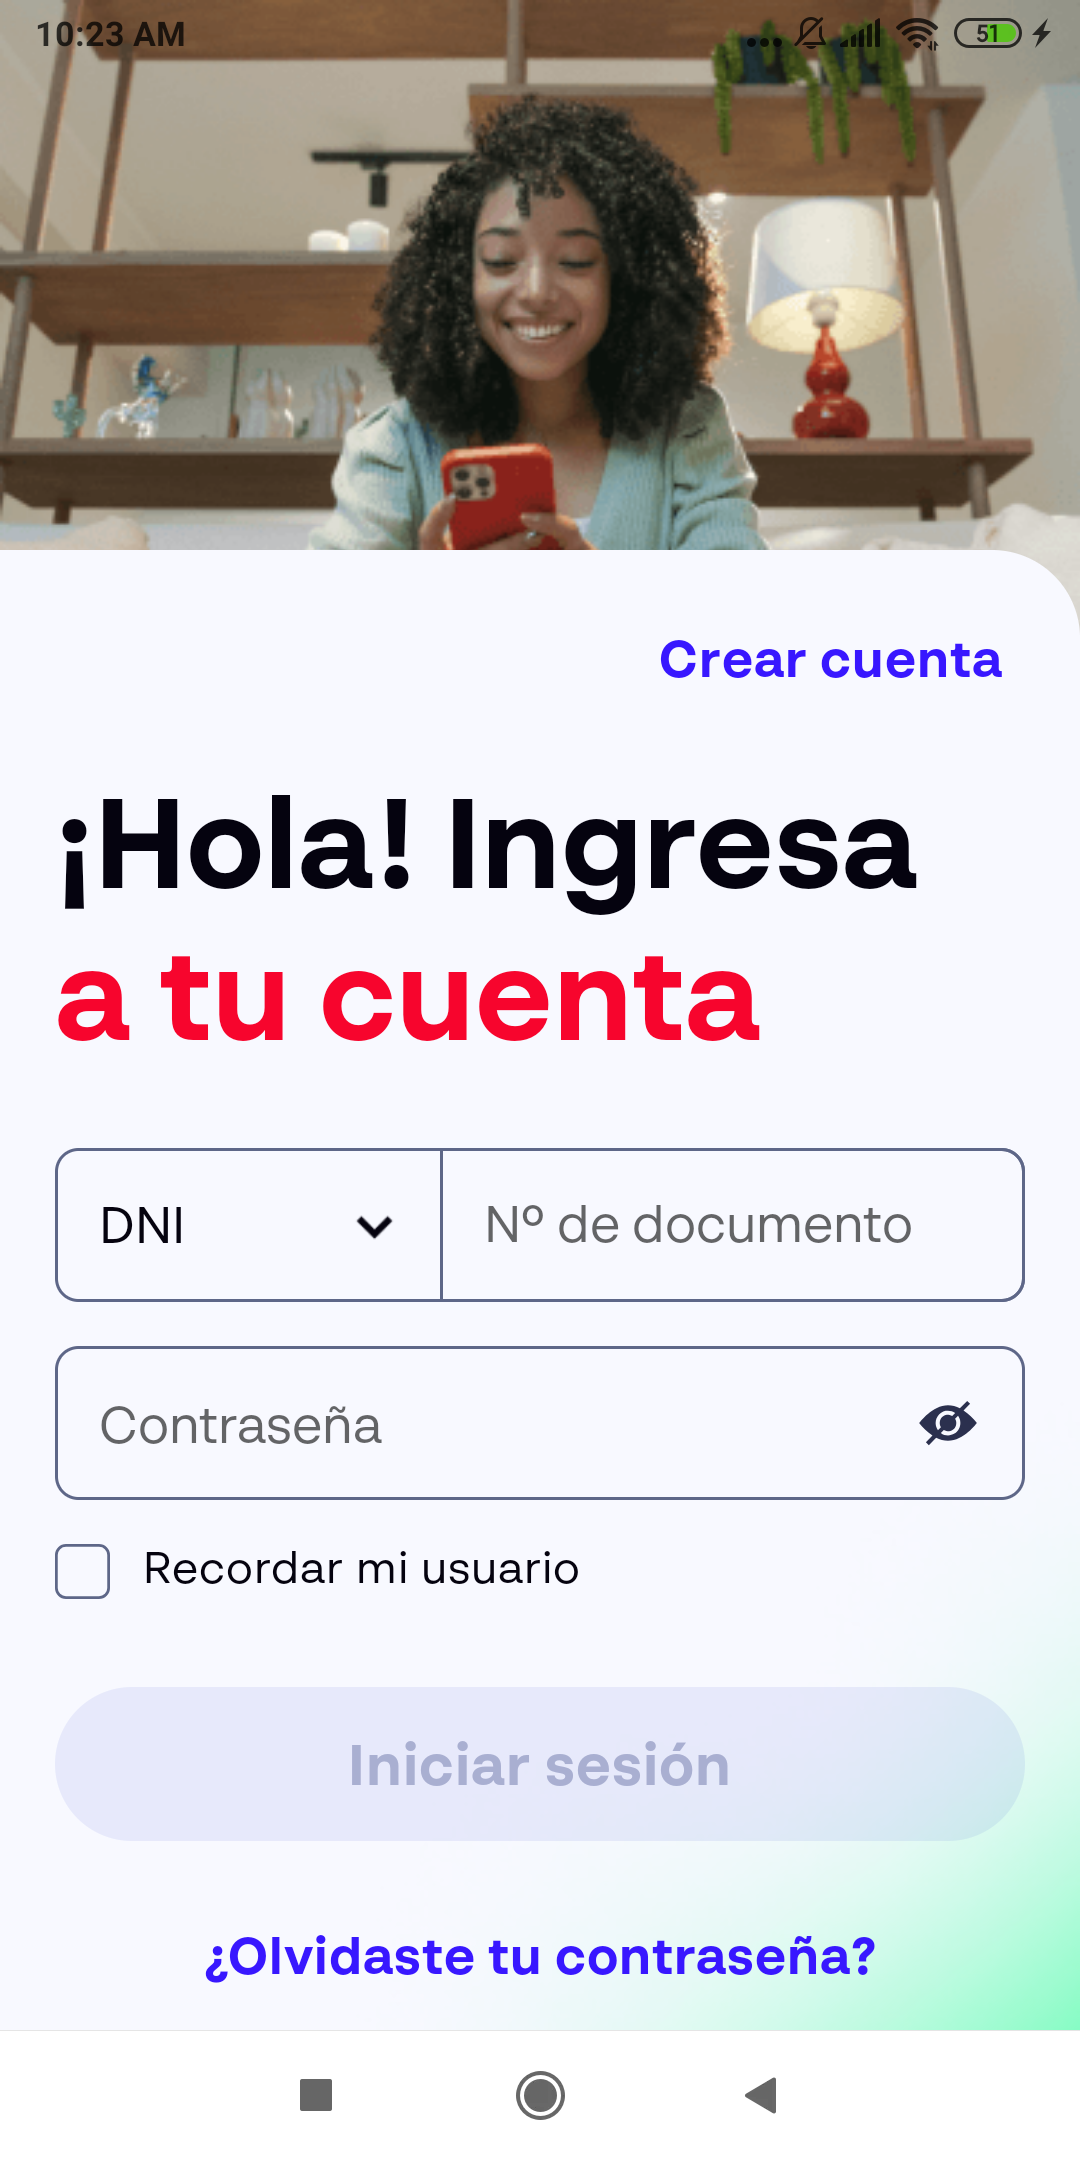 10:23 AM
51
Crear cuenta
¡Hola! Ingresa
a tu cuenta
DNI
Nº de documento
Contraseña
Recordar mi usuario
Iniciar sesión
¿Olvidaste tu contraseña?